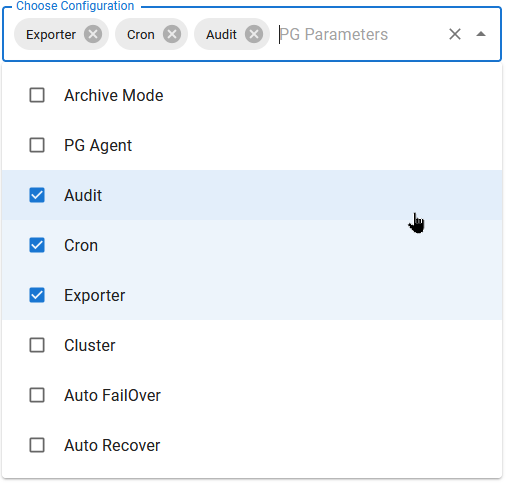 Choose Configuration
Exporter Cron Audit PG Parameters
Archive Mode
PG Agent
Audit
Cron
Exporter
Cluster
Auto FailOver
Auto Recover